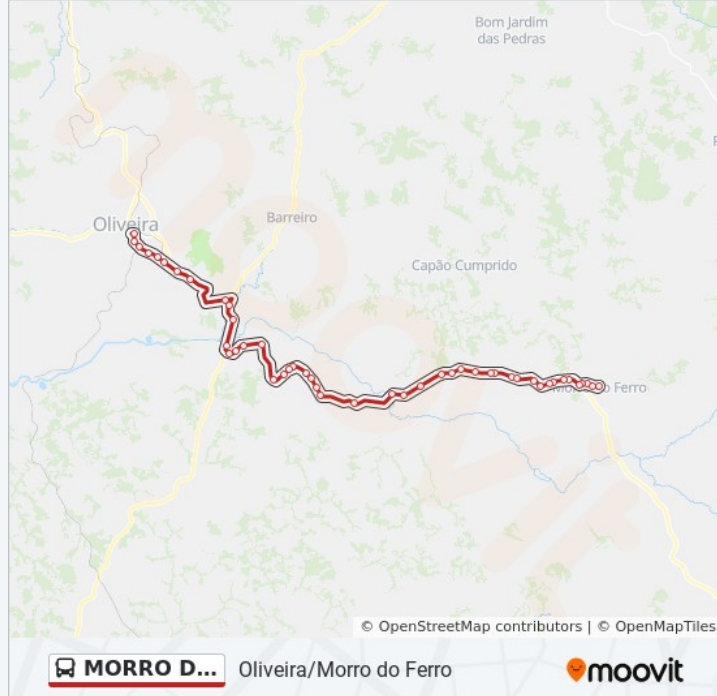 Bom Jardim
das Pedras
Oliveira
Barreiro
Capão Cumprido
Morro do Ferro
© OpenStreetMap contributors | © OpenMapTiles
MORRO D...
Oliveira/Morro do Ferro
moovit
moovit